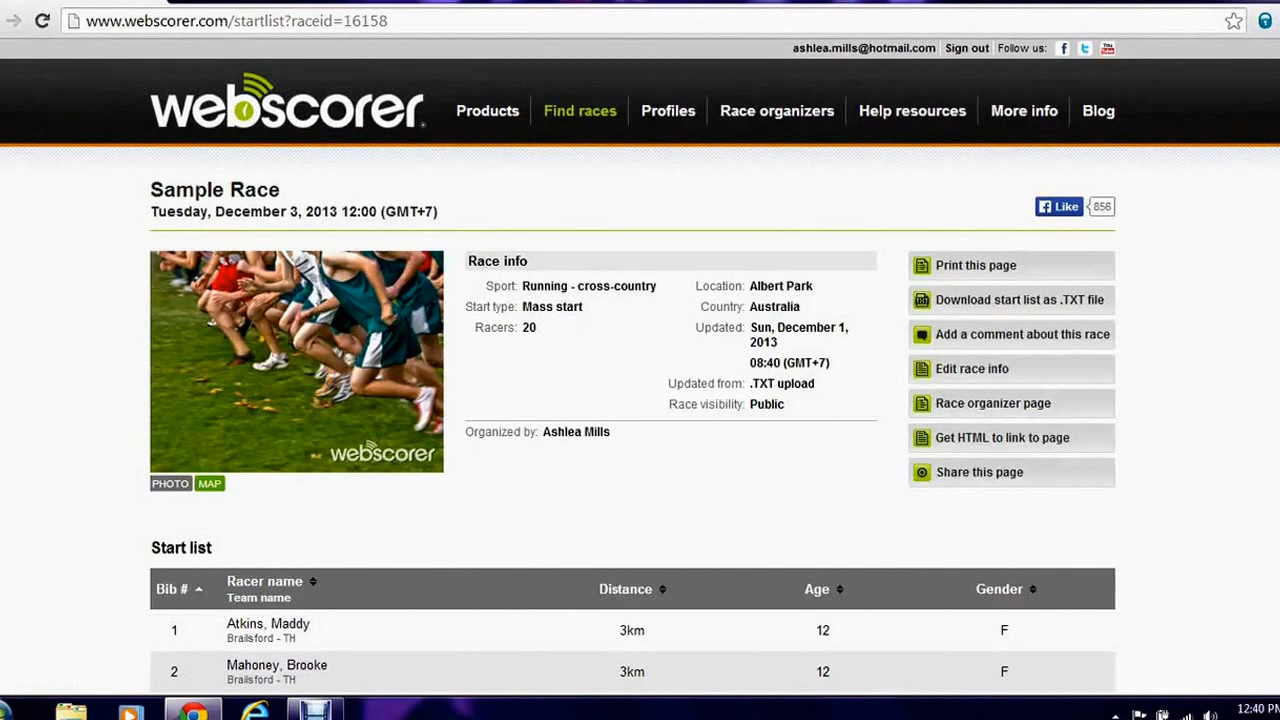 www.webscorer.com/startlist?raceid=16158
ashlea.mills@hotmail.com Sign out Follow us: f t You Tube
webscorer.
Products Find races Profiles Race organizers Help resources More info Blog
Sample Race
Tuesday, December 3, 2013 12:00 (GMT+7)
f Like 856
Race info
Sport: Running - cross-country
Start type: Mass start
Racers: 20
Location: Albert Park
Country: Australia
Updated: Sun, December 1,
2013
08:40 (GMT+7)
Updated from: .TXT upload
Race visibility: Public
Organized by: Ashlea Mills
Print this page
Download start list as .TXT file
Add a comment about this race
Edit race info
Race organizer page
Get HTML to link to page
Share this page
webscorer
PHOTO MAP
Start list
Bib # Racer name Distance Age Gender
Team name
1 Atkins, Maddy 3km 12 F
Brailsford - TH
2 Mahoney, Brooke 3km 12 F
Brailsford - TH
12:40 PM